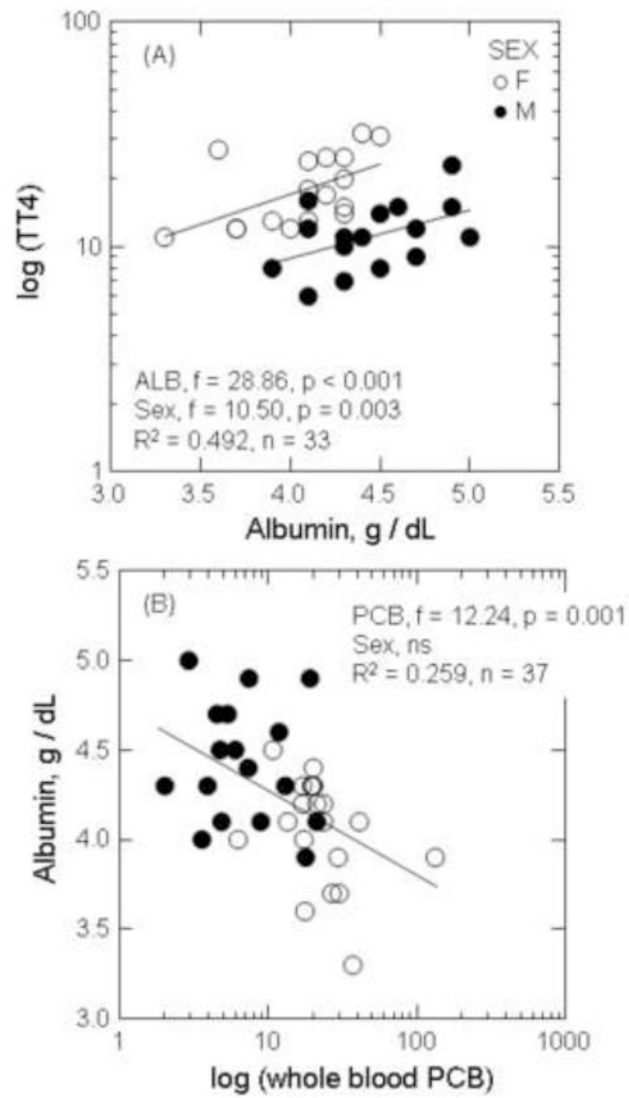 (A)
SEX
F
M
100
10
1
log (TT4)
ALB, f = 28.86, p < 0.001
Sex, f = 10.50, p = 0.003
R² = 0.492, n = 33
3.0 3.5 4.0 4.5 5.0 5.5
Albumin, g / dL
(B)
PCB, f = 12.24, p = 0.001
Sex, ns
R² = 0.259, n = 37
5.5
5.0
4.5
4.0
3.5
3.0
Albumin, g / dL
1 10 100 1000
log (whole blood PCB)